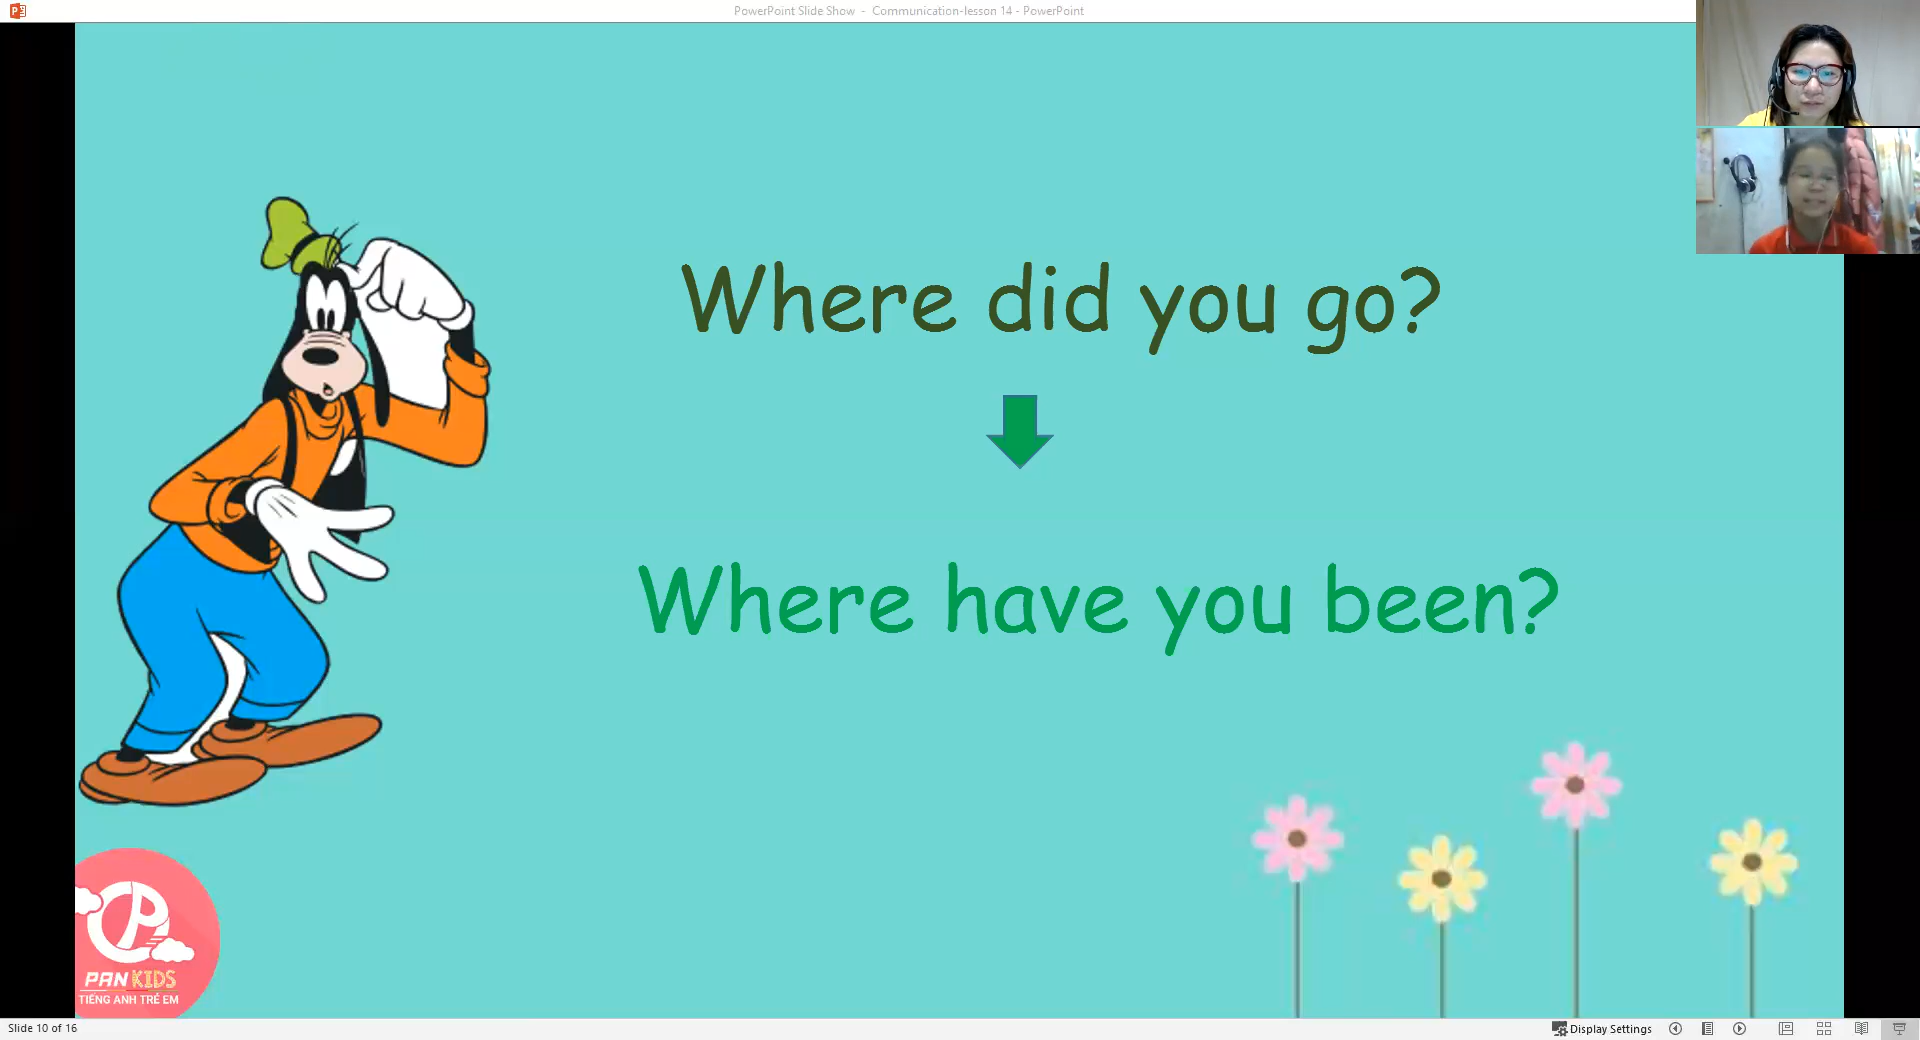 PowerPoint Slide Show - Communication-lesson 14 - PowerPoint
Where did you go?
Where have you been?
PAN KIDS
TIẾNG ANH TRẺ EM
Slide 10 of 16
Display Settings